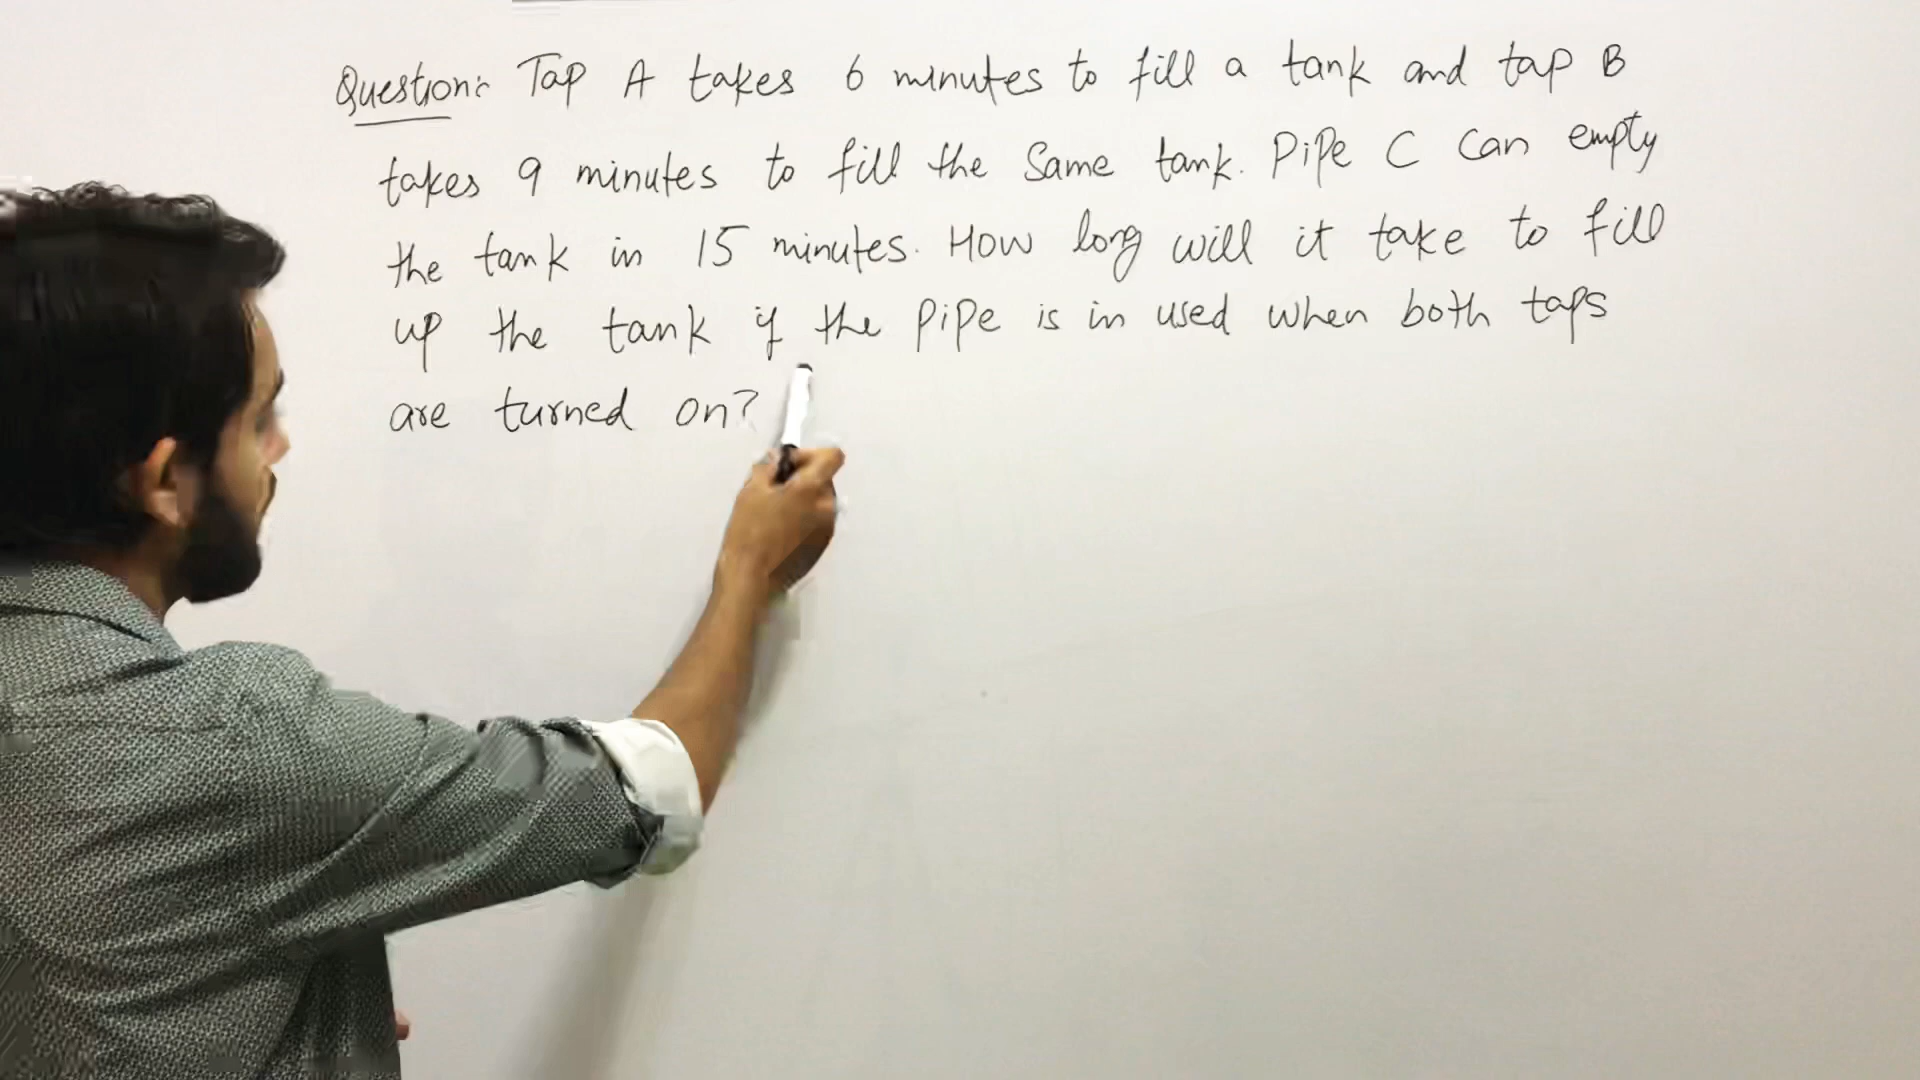 Question: Tap A takes 6 minutes to fill a tank and tap B
takes 9 minutes to fill the Same tank. Pipe C Can empty
the tank in 15 minutes. How long will it take to fill
up the tank if the pipe is in used when both taps
are turned on?